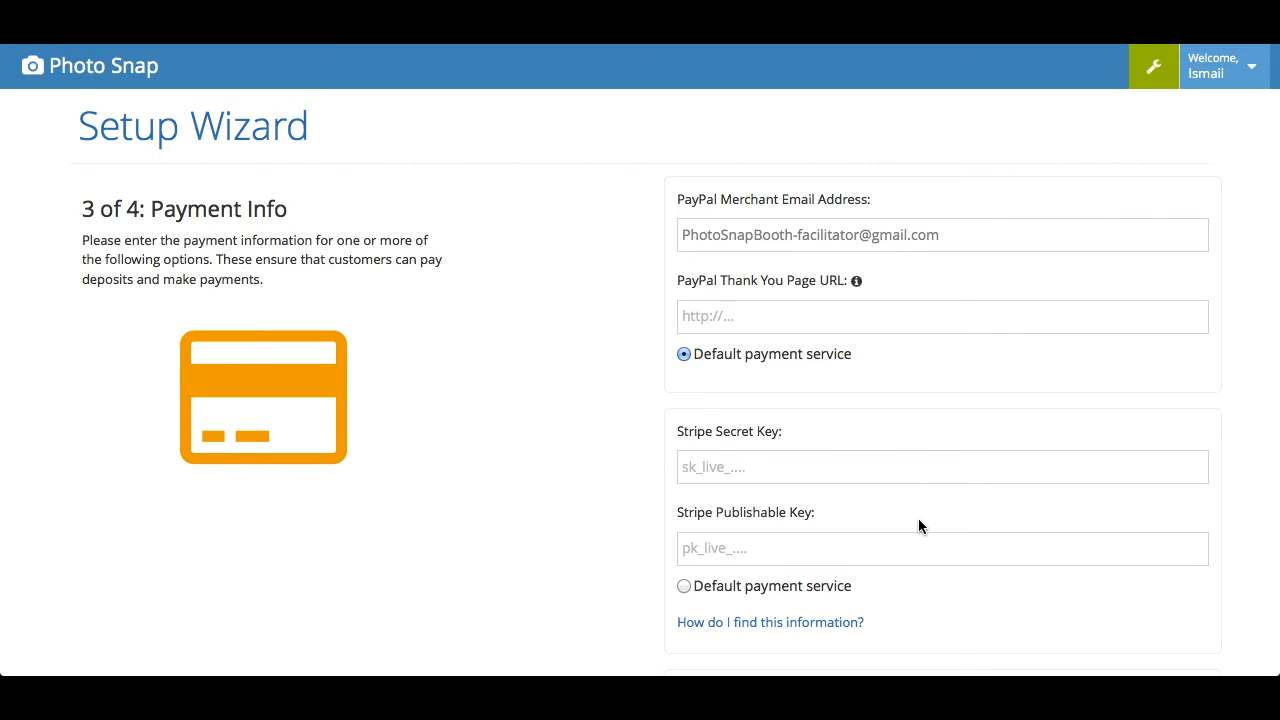 Photo Snap
Welcome,
Ismail
Setup Wizard
3 of 4: Payment Info
Please enter the payment information for one or more of
the following options. These ensure that customers can pay
deposits and make payments.
PayPal Merchant Email Address:
PhotoSnapBooth-facilitator@gmail.com
PayPal Thank You Page URL:
http://...
Default payment service
Stripe Secret Key:
sk_live_....
Stripe Publishable Key:
pk_live_....
Default payment service
How do I find this information?